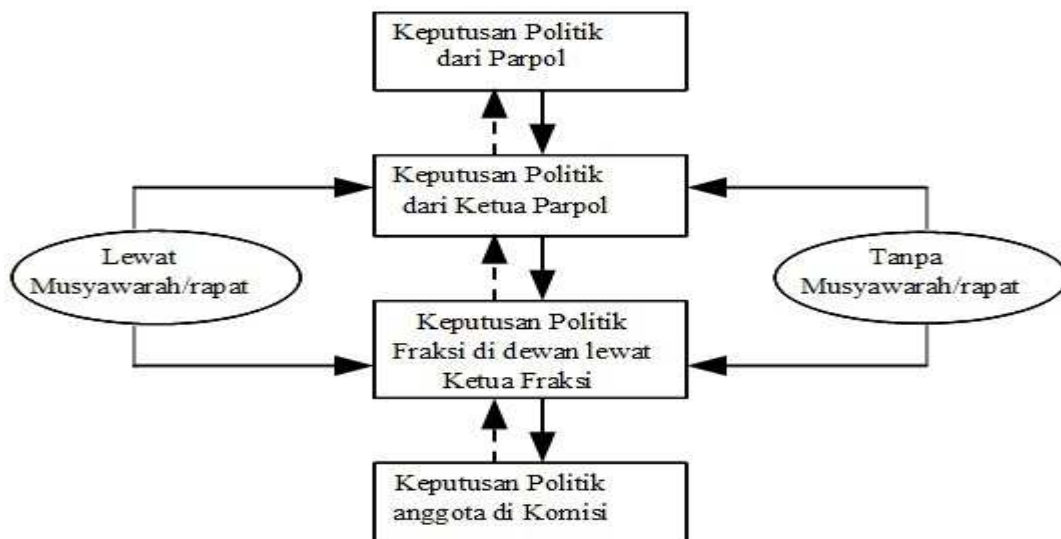 Keputusan Politik
dari Parpol
Keputusan Politik
dari Ketua Parpol
Lewat
Musyawarah/rapat
Tanpa
Musyawarah/rapat
Keputusan Politik
Fraksi di dewan lewat
Ketua Fraksi
Keputusan Politik
anggota di Komisi